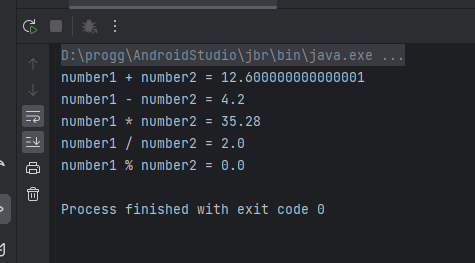 D:\progg\AndroidStudio\jbr\bin\java.exe ...
number1 + number2 = 12.600000000000001
number1 - number2 = 4.2
number1 * number2 = 35.28
number1 / number2 = 2.0
number1 % number2 = 0.0
Process finished with exit code 0